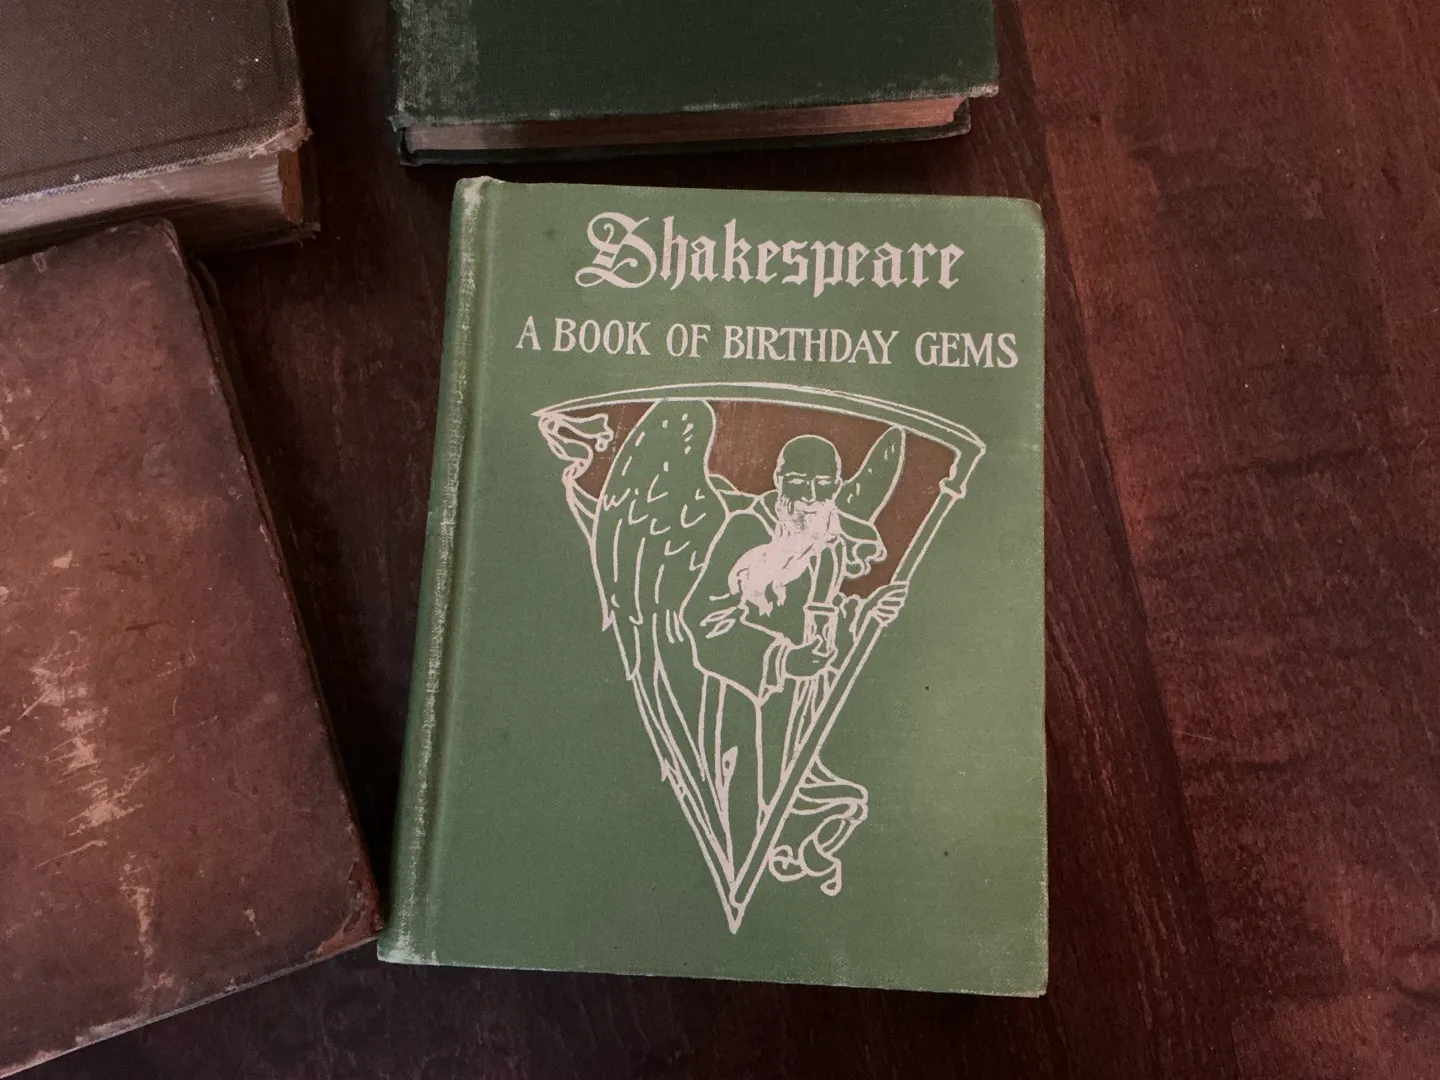 Shakespeare
A BOOK OF BIRTHDAY GEMS